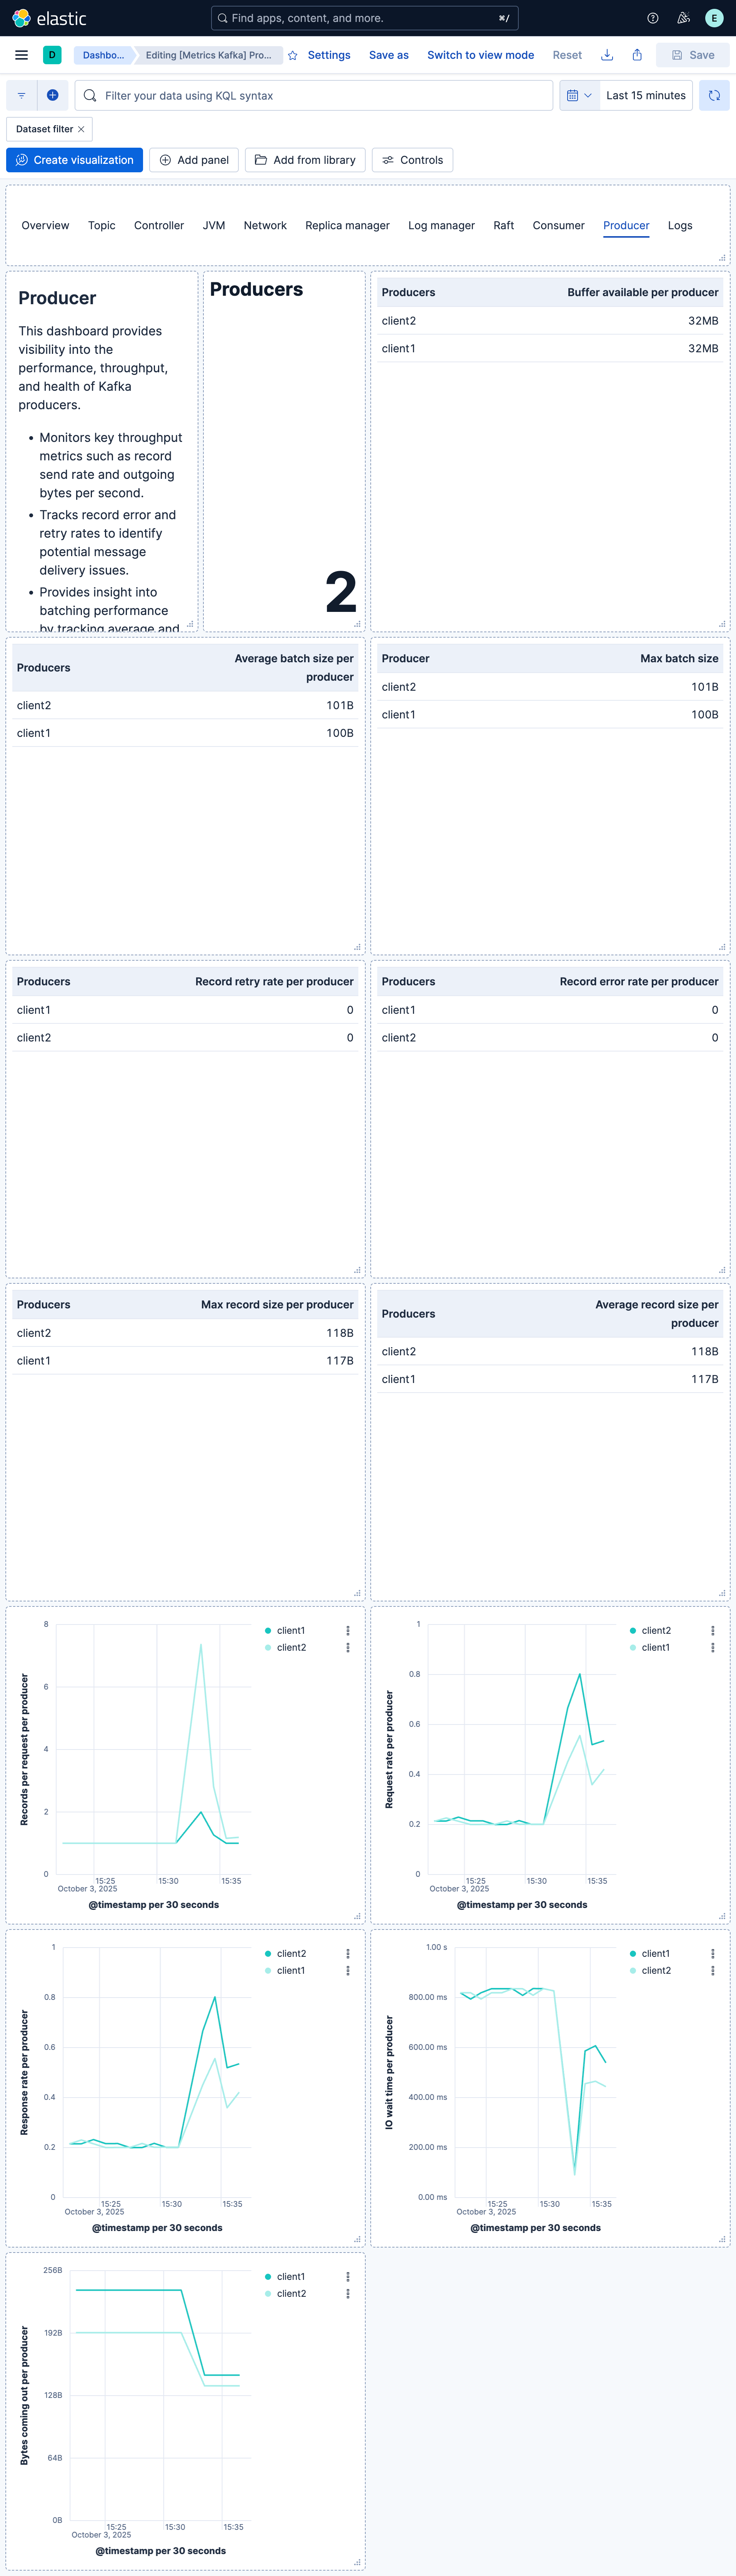 elastic
Find apps, content, and more.
⌘/
E
D
Dashbo...
Editing [Metrics Kafka] Pro...
Settings
Save as
Switch to view mode
Reset
Save
Filter your data using KQL syntax
Last 15 minutes
Dataset filter
Create visualization
Add panel
Add from library
Controls
Overview
Topic
Controller
JVM
Network
Replica manager
Log manager
Raft
Consumer
Producer
Logs
Producer
This dashboard provides
visibility into the
performance, throughput,
and health of Kafka
producers.
• Monitors key throughput
metrics such as record
send rate and outgoing
bytes per second.
• Tracks record error and
retry rates to identify
potential message
delivery issues.
• Provides insight into
batching performance
by tracking average and
Producers
2
Producers Buffer available per producer
client2 32MB
client1 32MB
Producers Average batch size per
producer
client2 101B
client1 100B
Producer Max batch size
client2 101B
client1 100B
Producers Record retry rate per producer
client1 0
client2 0
Producers Record error rate per producer
client1 0
client2 0
Producers Max record size per producer
client2 118B
client1 117B
Producers Average record size per
producer
client2 118B
client1 117B
Records per request per producer
8
6
4
2
0
15:25 15:30 15:35
October 3, 2025
@timestamp per 30 seconds
client1
client2
Request rate per producer
1
0.8
0.6
0.4
0.2
0
15:25 15:30 15:35
October 3, 2025
@timestamp per 30 seconds
client2
client1
Response rate per producer
1
0.8
0.6
0.4
0.2
0
15:25 15:30 15:35
October 3, 2025
@timestamp per 30 seconds
client2
client1
IO wait time per producer
1.00 s
800.00 ms
600.00 ms
400.00 ms
200.00 ms
0.00 ms
15:25 15:30 15:35
October 3, 2025
@timestamp per 30 seconds
client1
client2
Bytes coming out per producer
256B
192B
128B
64B
0B
15:25 15:30 15:35
October 3, 2025
@timestamp per 30 seconds
client1
client2